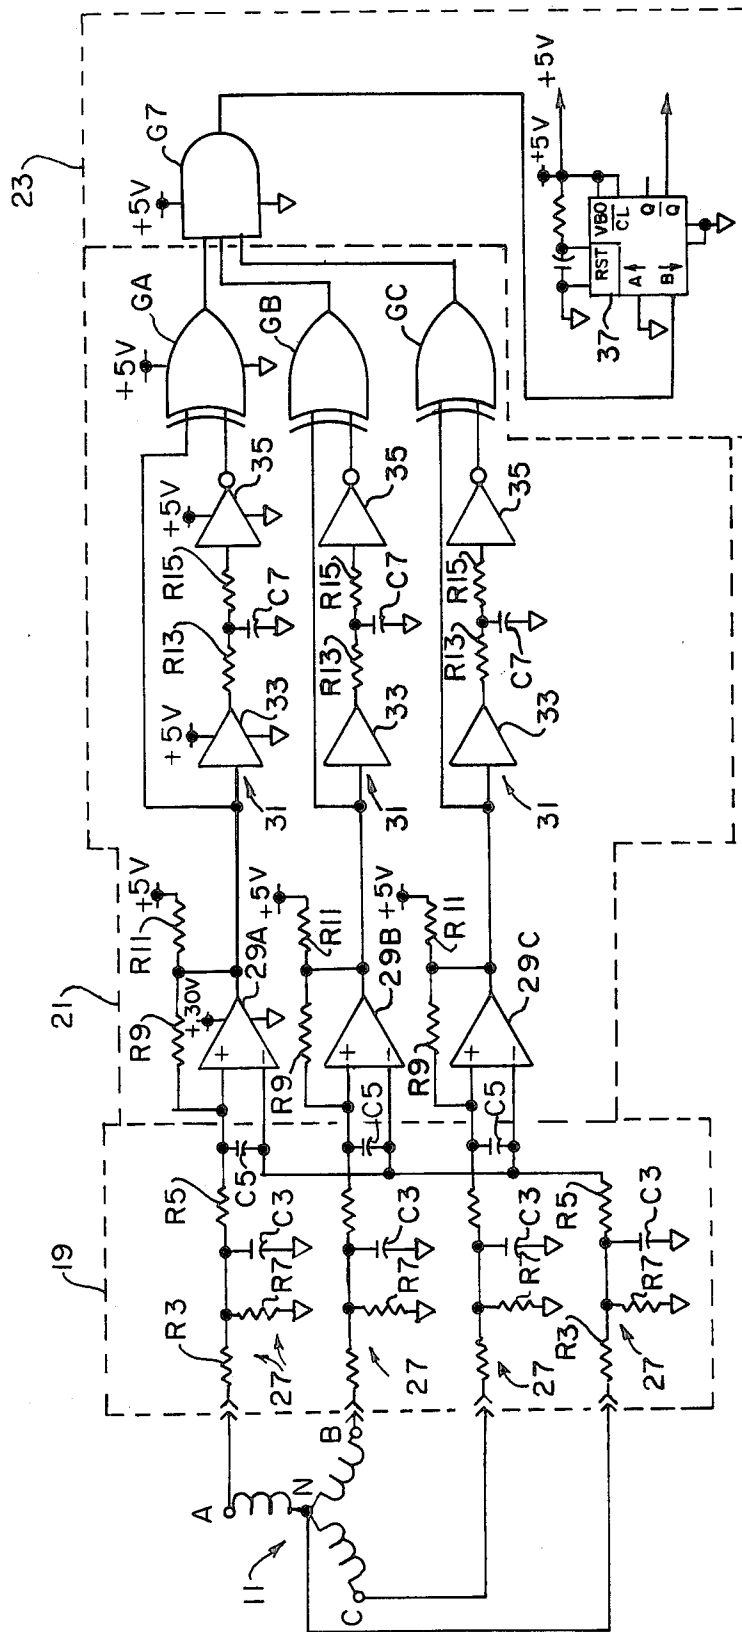 23
+5V
G7
+5V
GA
GB
GC
+5V
+5V
VBO
CL
RST
Q
Q
A
B
37
+5V
35
35
35
R15
R15
R15
C7
C7
C7
R13
R13
R13
+5V
33
33
33
31
31
31
21
+5V
R11
+5V
R11
+5V
R11
R9
+30V
29A
R9
29B
R9
29C
+
-
+
-
+
-
19
C5
C5
C5
R5
R5
C3
C3
C3
C3
R3
R3
R7
R7
R7
R7
27
27
27
27
A
B
N
C
11